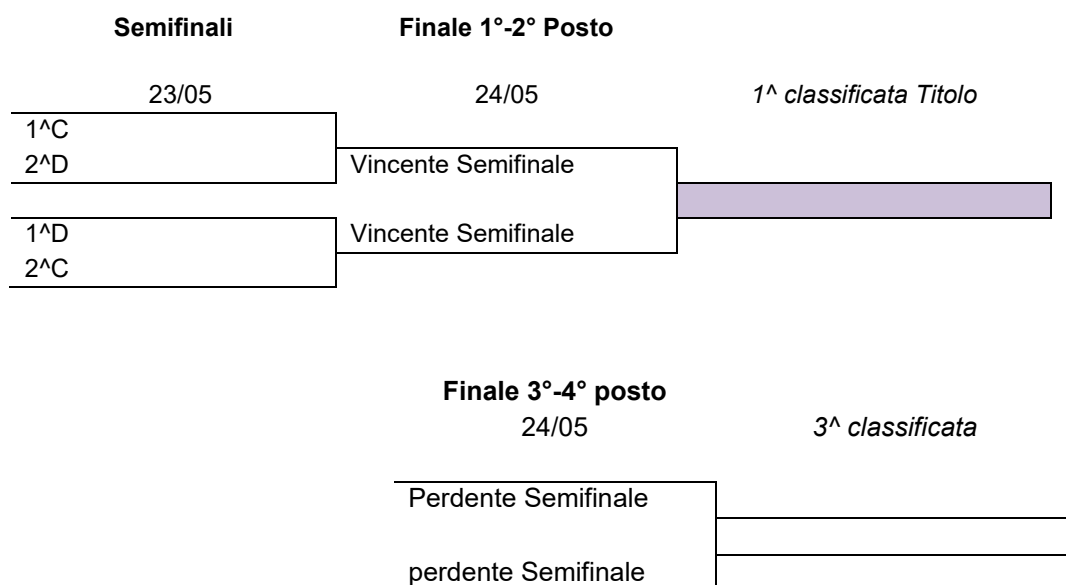 Semifinali Finale 1°-2° Posto
23/05 24/05 1^ classificata Titolo
1^C
2^D Vincente Semifinale
1^D Vincente Semifinale
2^C
Finale 3°-4° posto
24/05 3^ classificata
Perdente Semifinale
perdente Semifinale